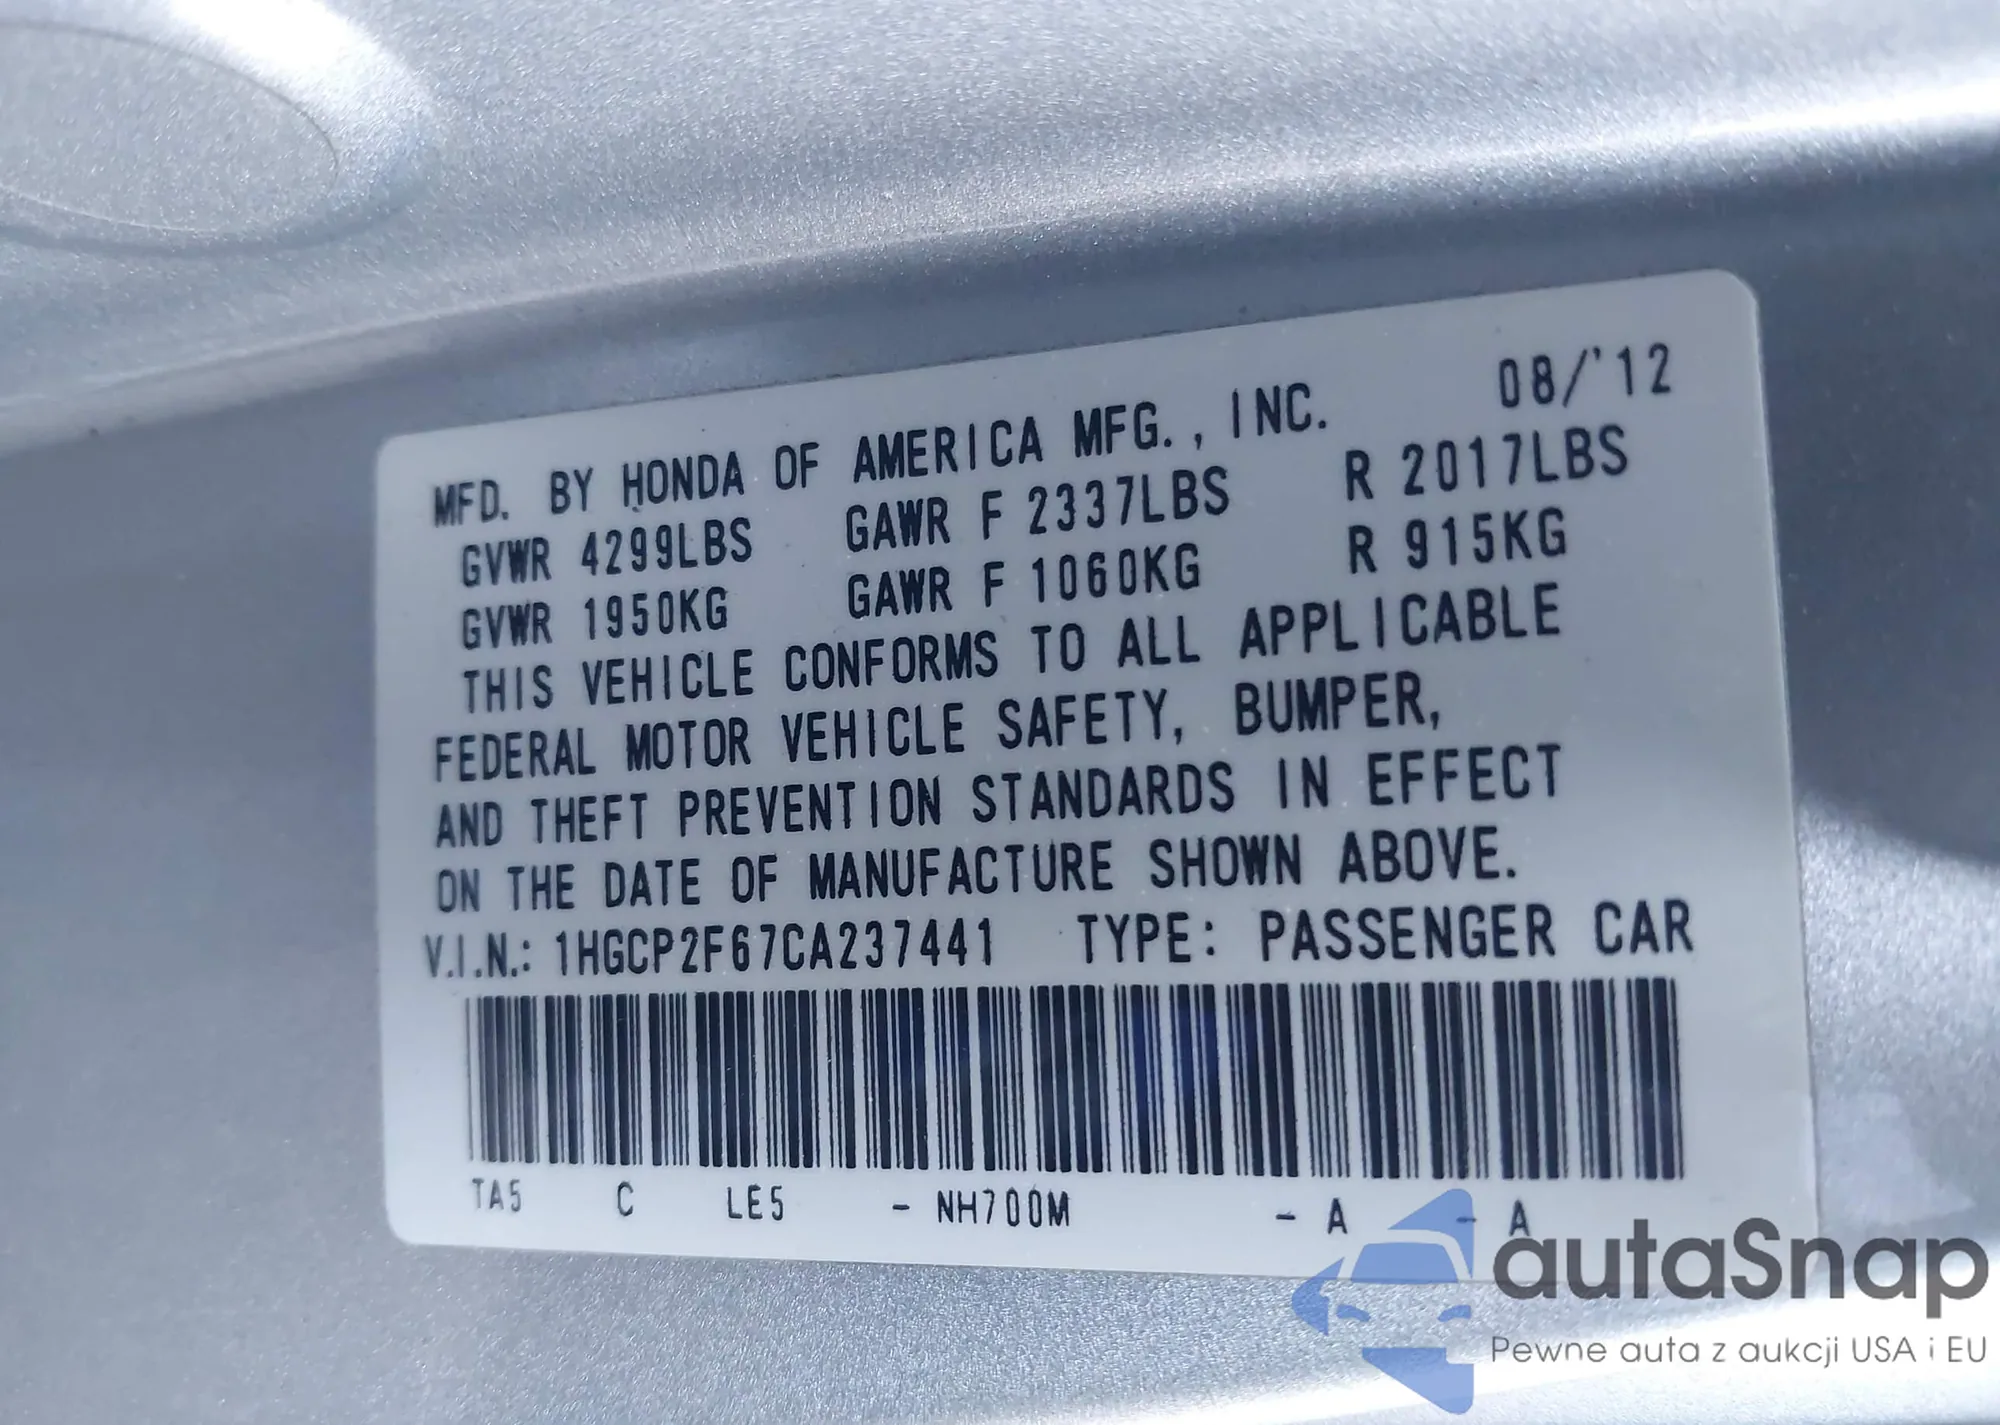 08/'12
MFD. BY HONDA OF AMERICA MFG., INC.
GVWR 4299LBS GAWR F 2337LBS R 2017LBS
GVWR 1950KG GAWR F 1060KG R 915KG
THIS VEHICLE CONFORMS TO ALL APPLICABLE
FEDERAL MOTOR VEHICLE SAFETY, BUMPER,
AND THEFT PREVENTION STANDARDS IN EFFECT
ON THE DATE OF MANUFACTURE SHOWN ABOVE.
V.I.N.: 1HGCP2F67CA237441 TYPE: PASSENGER CAR
TA5 C LE5 - NH700M - A - A
autaSnap
Pewne auta z aukcji USA i EU